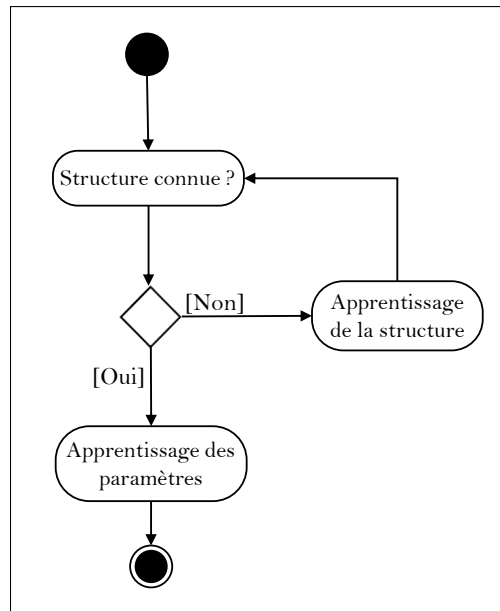 Structure connue ?
[Non]
Apprentissage
de la structure
[Oui]
Apprentissage des
paramètres